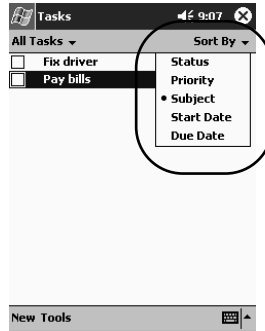 Tasks 9:07
All Tasks Sort By
Fix driver
Pay bills
Status
Priority
Subject
Start Date
Due Date
New Tools